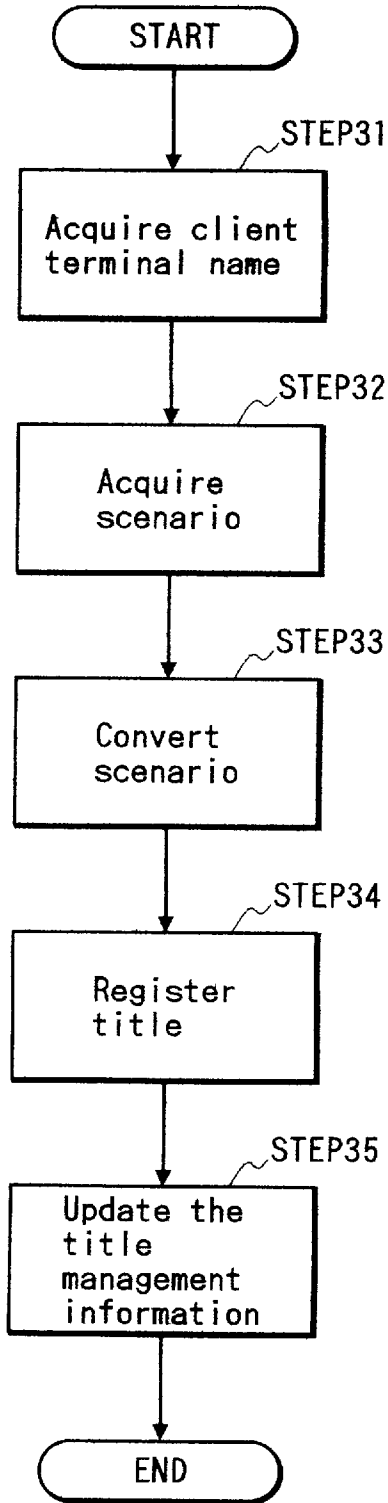 START
STEP31
Acquire client
terminal name
STEP32
Acquire
scenario
STEP33
Convert
scenario
STEP34
Register
title
STEP35
Update the
title
management
information
END